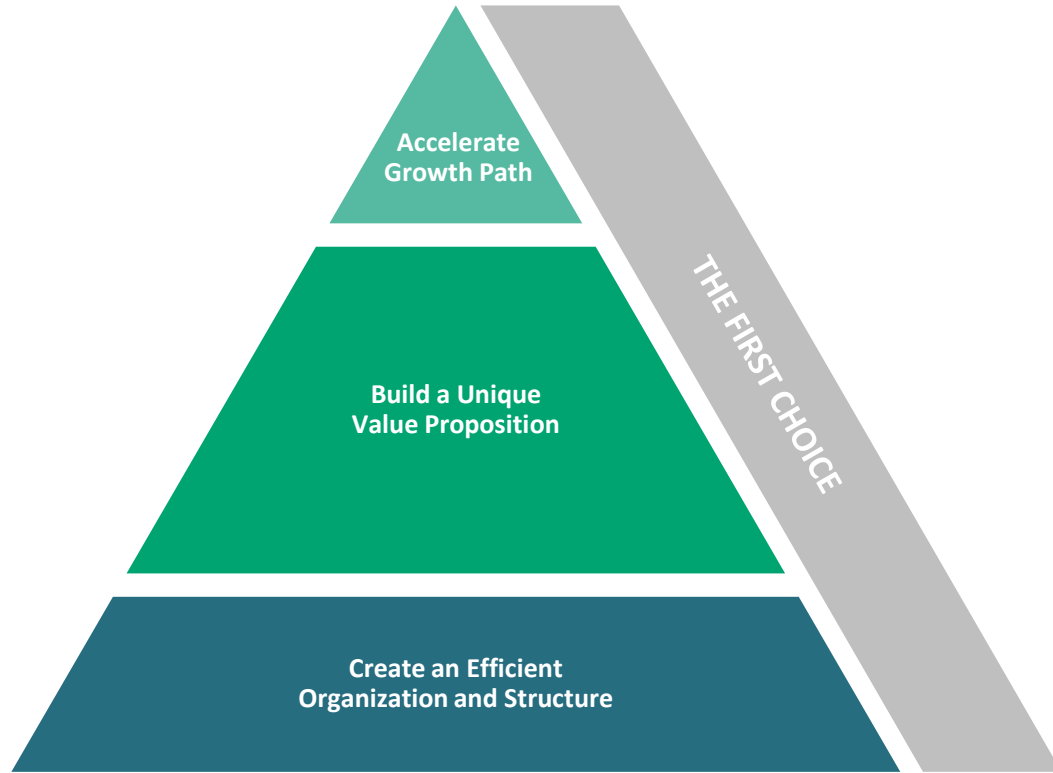 Accelerate
Growth Path
THE FIRST CHOICE
Build a Unique
Value Proposition
Create an Efficient
Organization and Structure